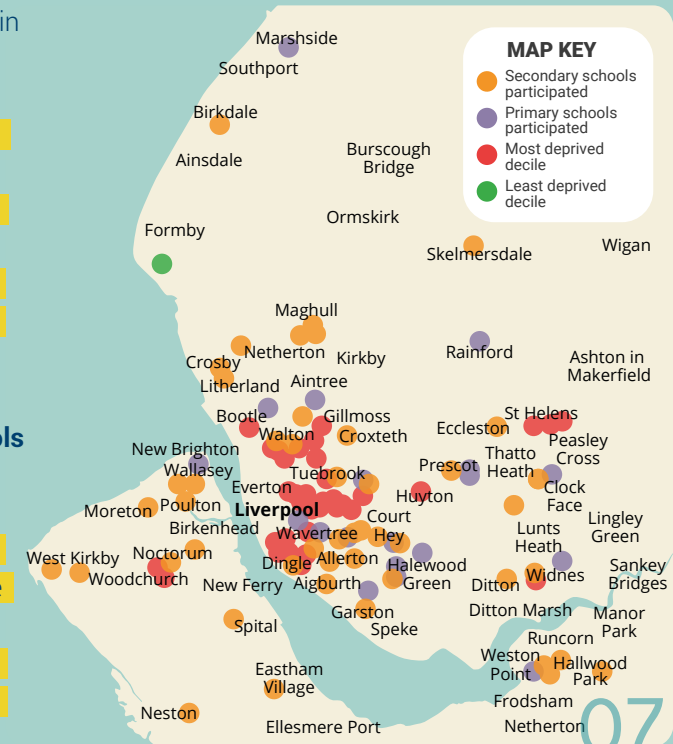 in
ols
e
MAP KEY
Secondary schools
participated
Primary schools
participated
Most deprived
decile
Least deprived
decile
Marshside
Southport
Birkdale
Ainsdale
Burscough
Bridge
Ormskirk
Formby
Skelmersdale
Wigan
Maghull
Netherton
Kirkby
Rainford
Ashton in
Makerfield
Crosby
Litherland
Aintree
Bootle
Gillmoss
Walton
Croxteth
Eccleston
St Helens
Peasley
Cross
New Brighton
Wallasey
Tuebrook
Prescot
Thatto
Heath
Clock
Face
Everton
Huyton
Moreton
Poulton
Liverpool
Court
Hey
Lingley
Green
Birkenhead
Wavertree
Lunts
Heath
West Kirkby
Noctorum
Woodchurch
Dingle
Allerton
Halewood
Green
Sankey
Bridges
New Ferry
Aigburth
Ditton
Widnes
Garston
Speke
Ditton Marsh
Manor
Park
Spital
Runcorn
Weston
Point
Hallwood
Park
Eastham
Village
Frodsham
Neston
Ellesmere Port
Netherton
07